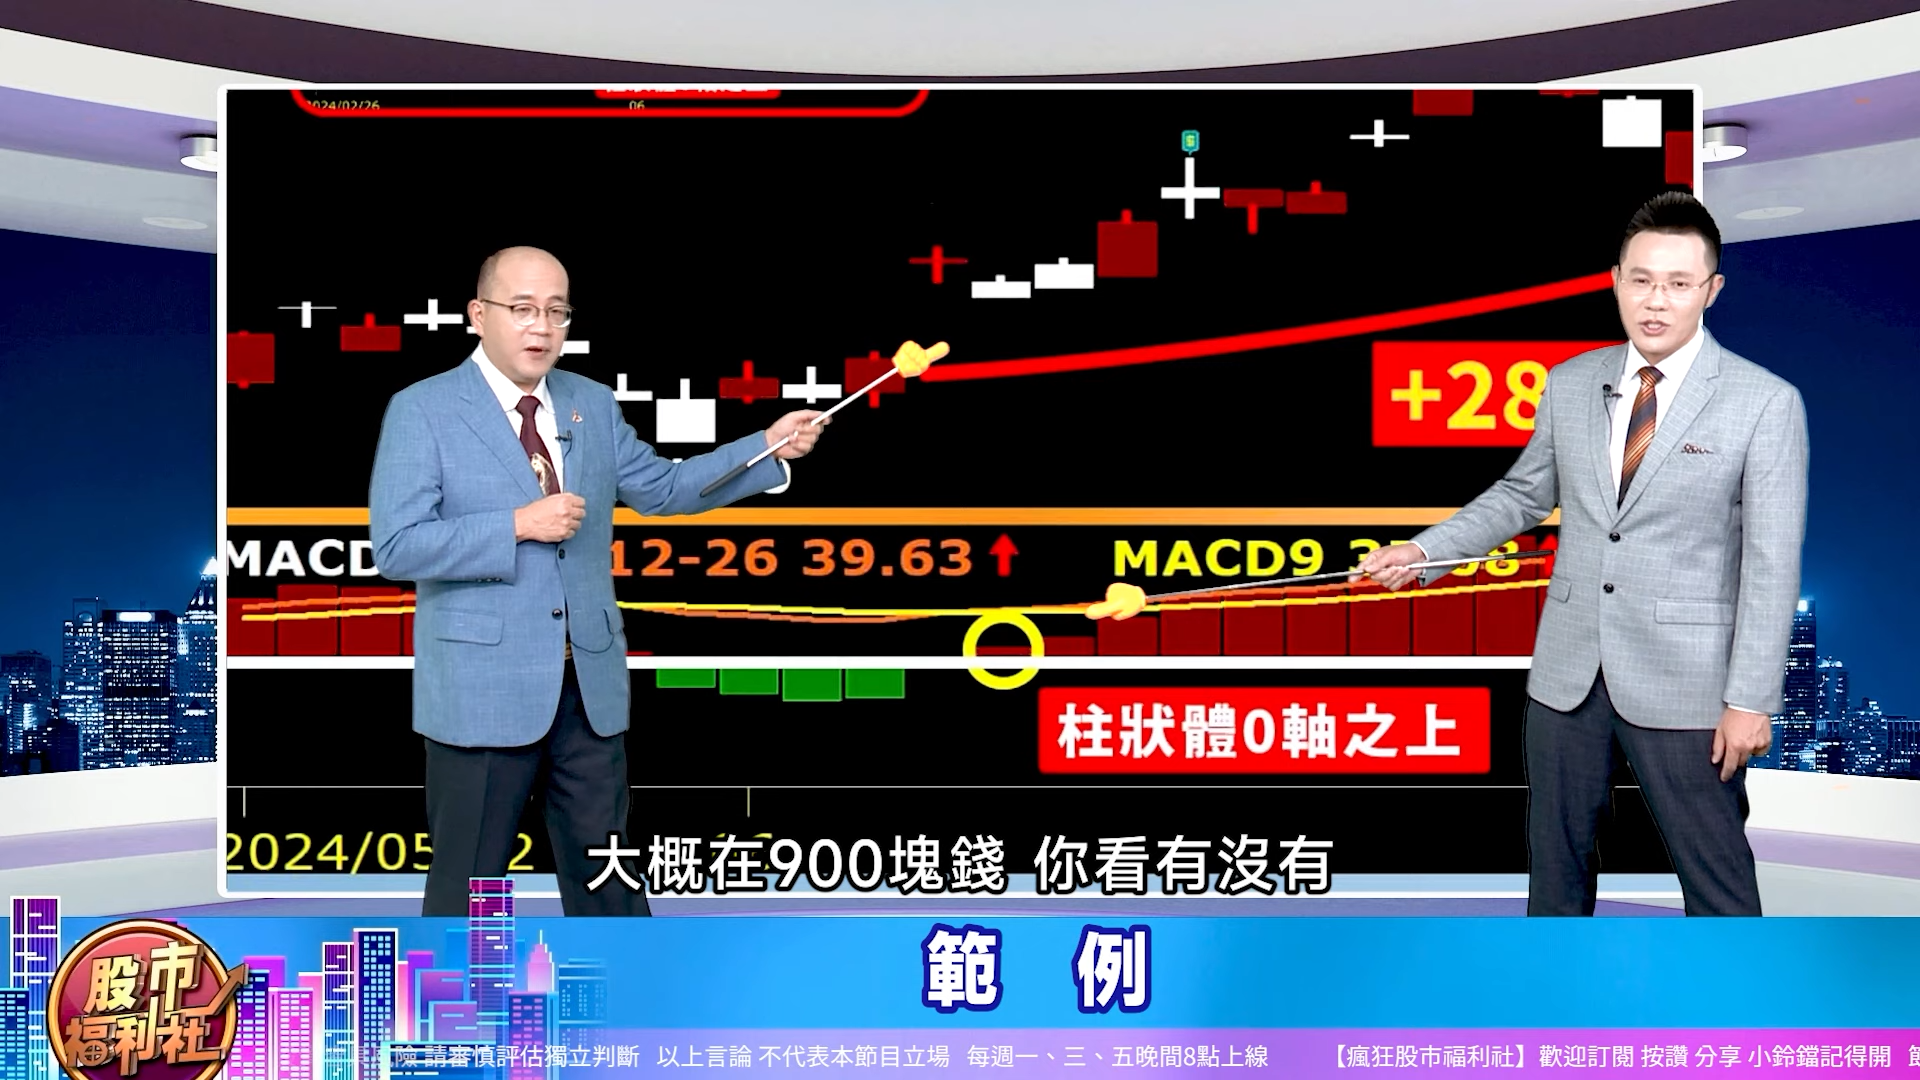 2024/02/26 06
+28
MACD 12-26 39.63 MACD9
柱狀體0軸之上
2024/05
大概在900塊錢 你看有沒有
範 例
股市
福利社
險 請審慎評估獨立判斷 以上言論 不代表本節目立場 每週一、三、五晚間8點上線 【瘋狂股市福利社】歡迎訂閱 按讚 分享 小鈴鐺記得開